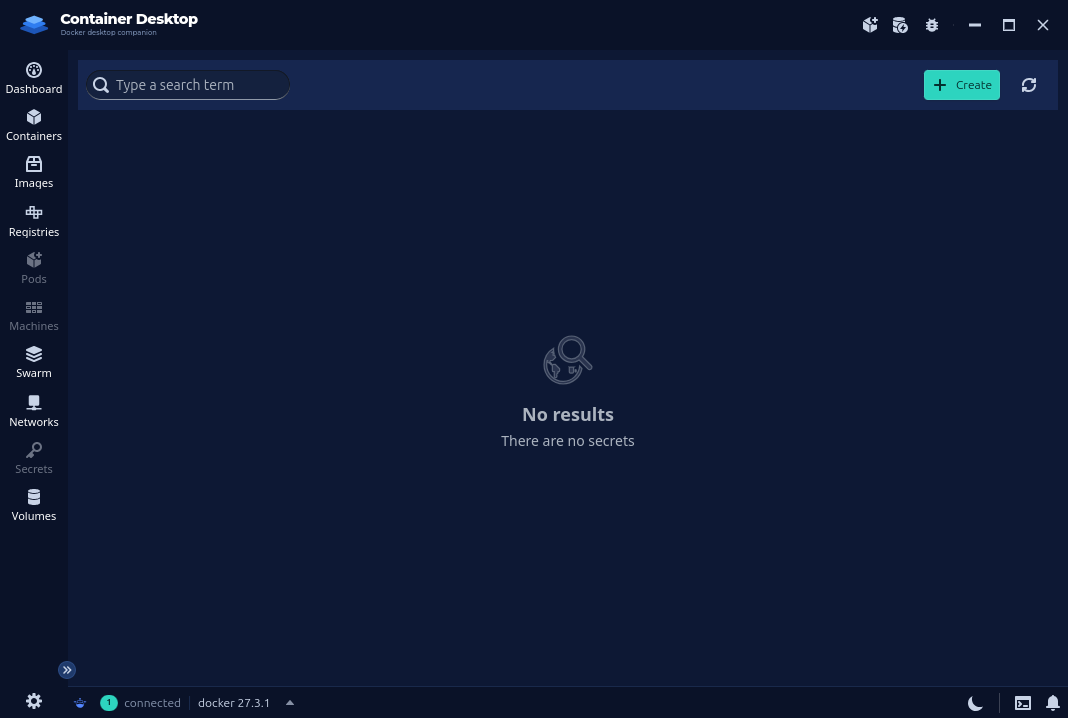 Container Desktop
Docker desktop companion
Type a search term
Create
Dashboard
Containers
Images
Registries
Pods
Machines
Swarm
Networks
Secrets
Volumes
No results
There are no secrets
1 connected docker 27.3.1